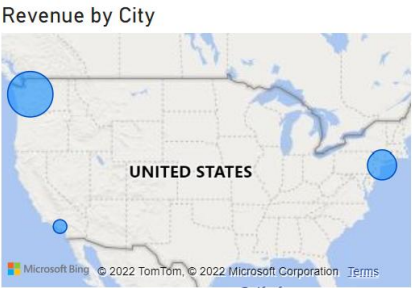 Revenue by City
UNITED STATES
Microsoft Bing © 2022 TomTom, © 2022 Microsoft Corporation Terms